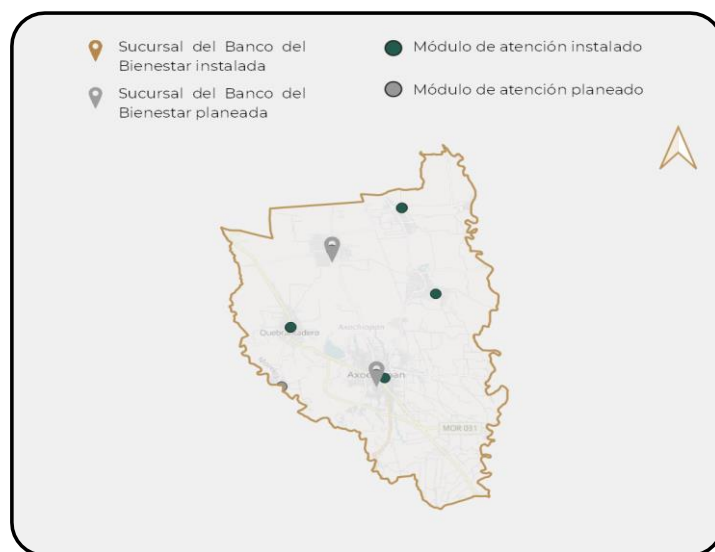 Sucursal del Banco del
Bienestar instalada
Sucursal del Banco del
Bienestar planeada
Módulo de atención instalado
Módulo de atención planeado
Axochiapan
MOR 031